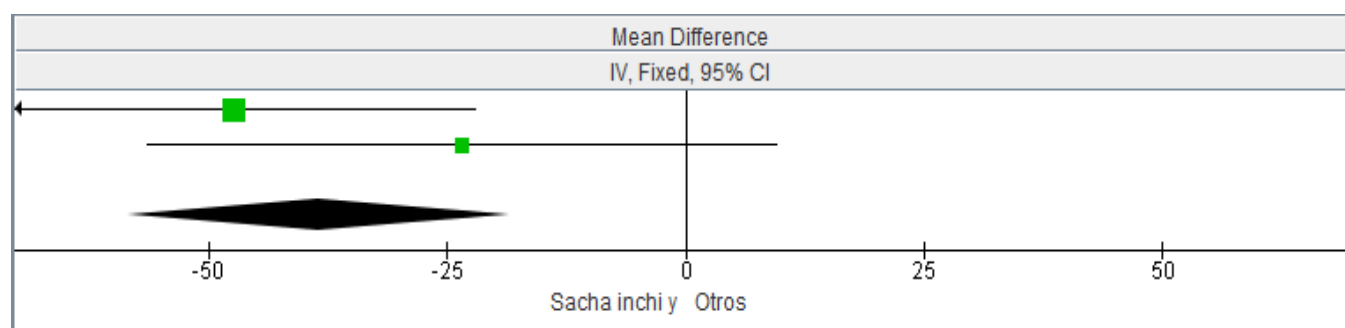 Mean Difference
IV, Fixed, 95% CI
-50 -25 0 25 50
Sacha inchi y Otros